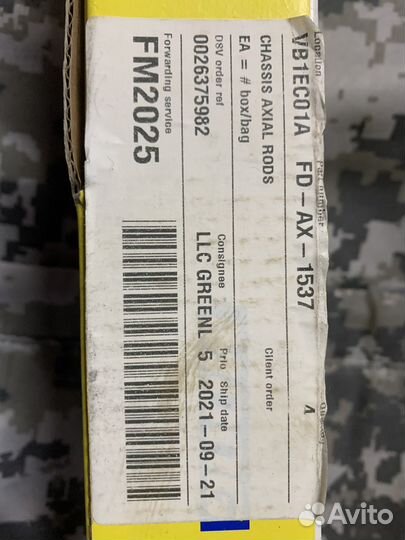 Location Part number
VB1EC01A FD-AX-1537 A
CHASSIS AXIAL RODS Client order
EA = # box/bag
DSV order ref Consignee Prio Ship date
0026375982 LLC GREENL 5 2021-09-21
Forwarding service
FM2025
Avito